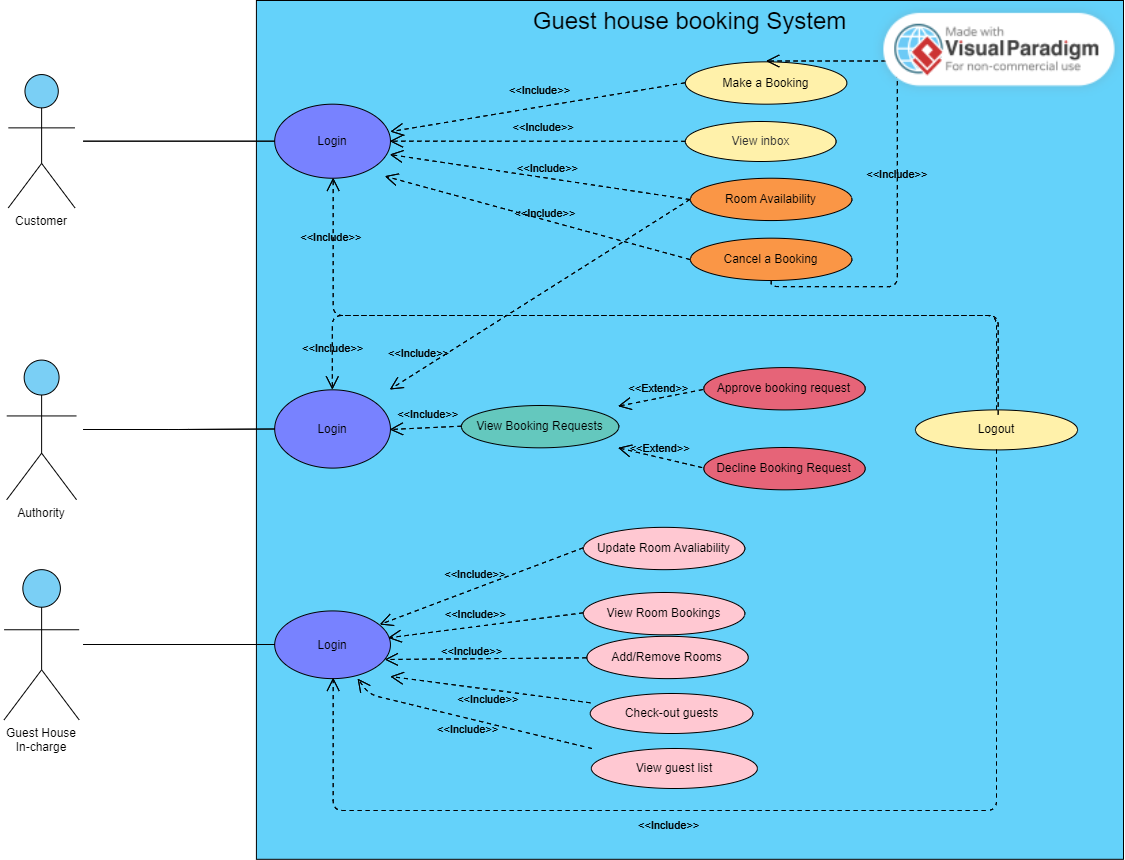 Guest house booking System
Made with
Visual Paradigm
For non-commercial use
<<Include>>
Make a Booking
<<Include>>
Login
View inbox
<<Include>>
<<Include>>
Room Availability
<<Include>>
Customer
<<Include>>
Cancel a Booking
<<Include>>
<<Include>>
<<Extend>>
Approve booking request
<<Include>>
Login
View Booking Requests
Logout
<<Extend>>
Decline Booking Request
Authority
Update Room Avaliability
<<Include>>
<<Include>>
View Room Bookings
Login
<<Include>>
Add/Remove Rooms
<<Include>>
Check-out guests
<<Include>>
Guest House
In-charge
View guest list
<<Include>>